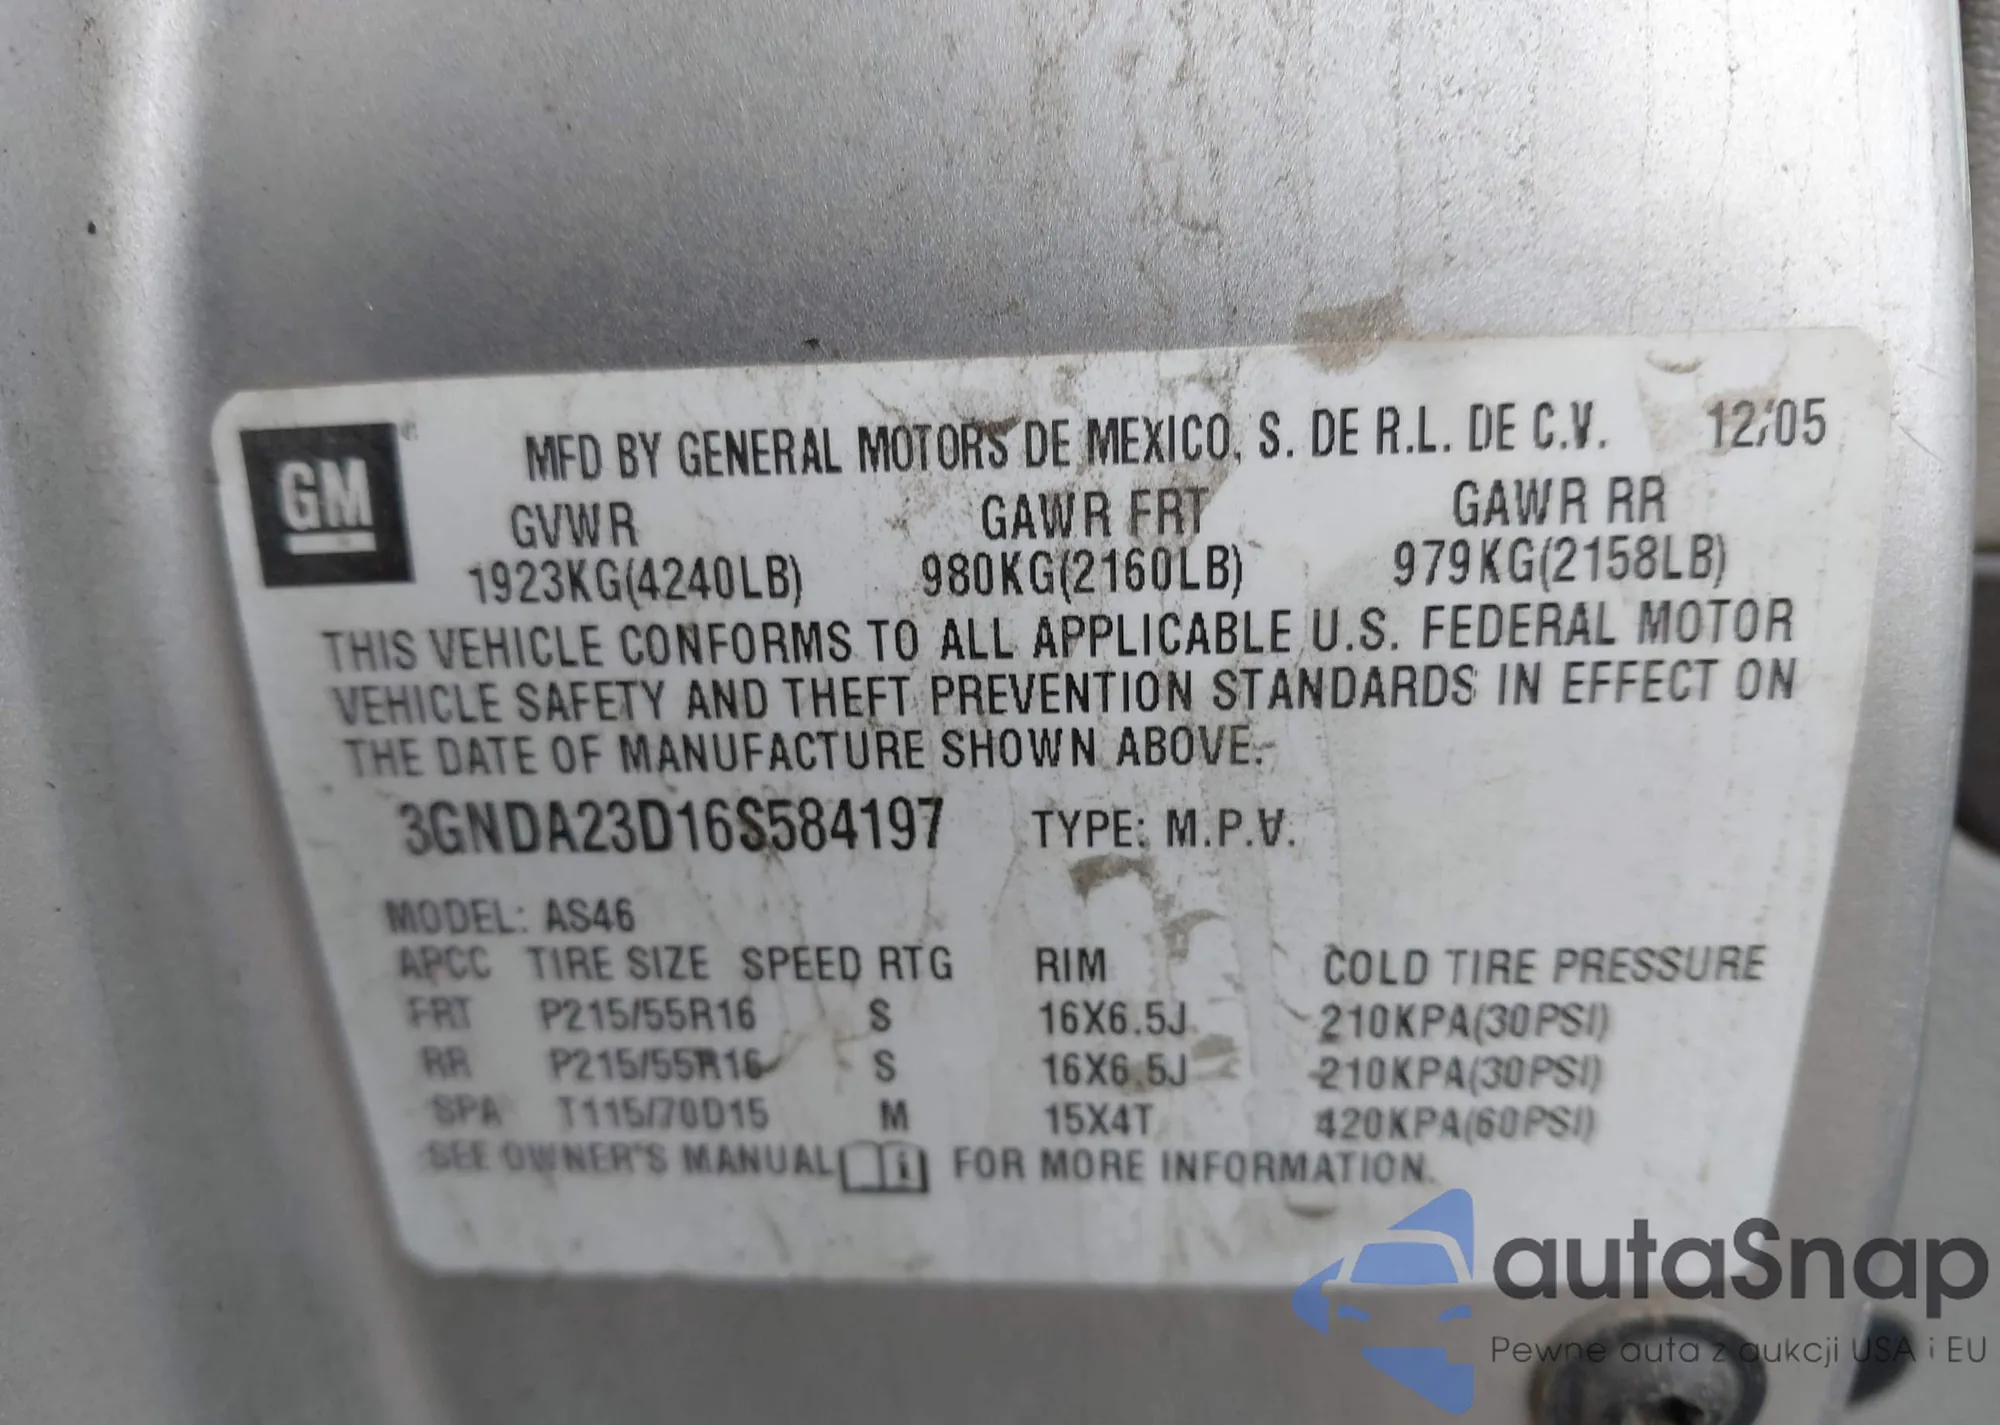 GM
MFD BY GENERAL MOTORS DE MEXICO, S. DE R.L. DE C.V. 12/05
GVWR GAWR FRT GAWR RR
1923KG(4240LB) 980KG(2160LB) 979KG(2158LB)
THIS VEHICLE CONFORMS TO ALL APPLICABLE U.S. FEDERAL MOTOR
VEHICLE SAFETY AND THEFT PREVENTION STANDARDS IN EFFECT ON
THE DATE OF MANUFACTURE SHOWN ABOVE.
3GNDA23D16S584197 TYPE: M.P.V.
MODEL: AS46
APCC TIRE SIZE SPEED RTG RIM COLD TIRE PRESSURE
FRT P215/55R16 S 16X6.5J 210KPA(30PSI)
RR P215/55R16 S 16X6.5J 210KPA(30PSI)
SPA T115/70D15 M 15X4T 420KPA(60PSI)
SEE OWNER'S MANUAL i FOR MORE INFORMATION.
autaSnap
Pewne auta z aukcji USA i EU